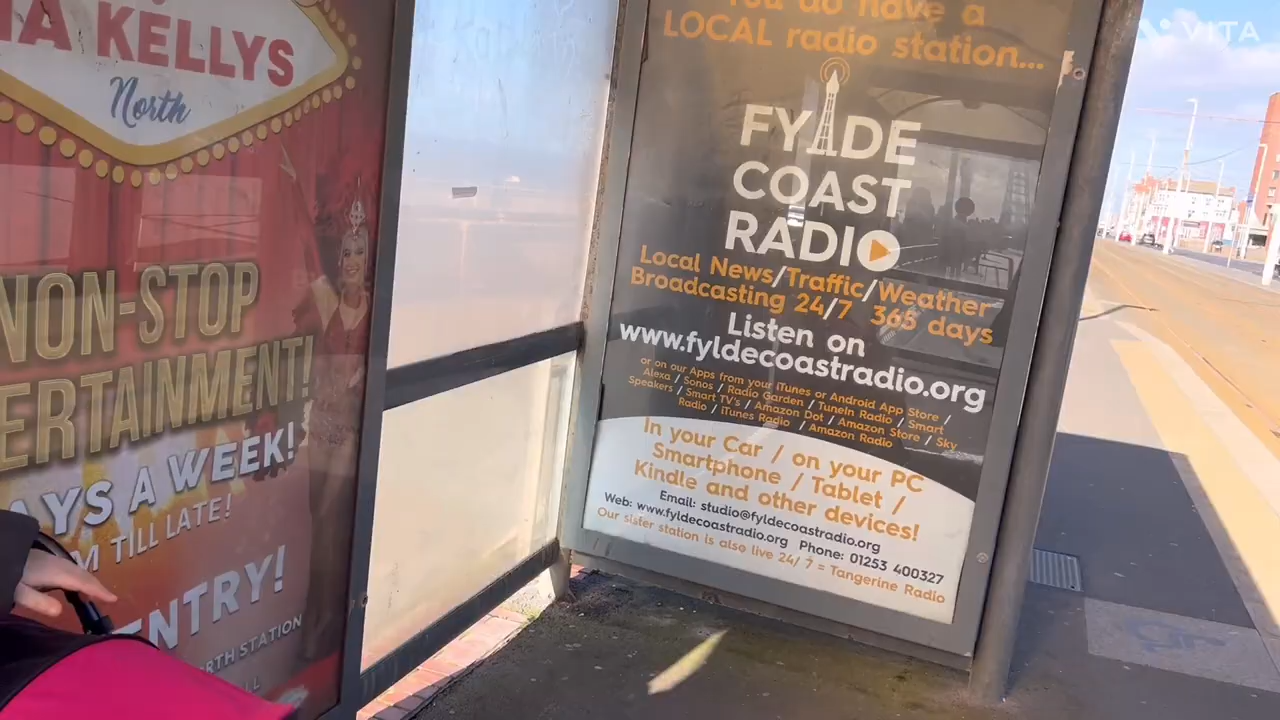 IA KELLYS
North
NON-STOP
ERTAINMENT!
AYS A WEEK!
M TILL LATE!
ENTRY!
RTH STATION
LL
You do have a
LOCAL radio station...
FYLDE
COAST
RADIO
Local News/Traffic/Weather
Broadcasting 24/7 365 days
Listen on
www.fyldecoastradio.org
or on our Apps from your iTunes or Android App Store /
Alexa / Sonos / Radio Garden / TuneIn Radio / Smart
Speakers / Smart TV's / Amazon Dot / Amazon Store / Sky
Radio / iTunes Radio / Amazon Radio
In your Car / on your PC
Smartphone / Tablet /
Kindle and other devices!
Email: studio@fyldecoastradio.org
Web: www.fyldecoastradio.org Phone: 01253 400327
Our sister station is also live 24/ 7 = Tangerine Radio
VITA